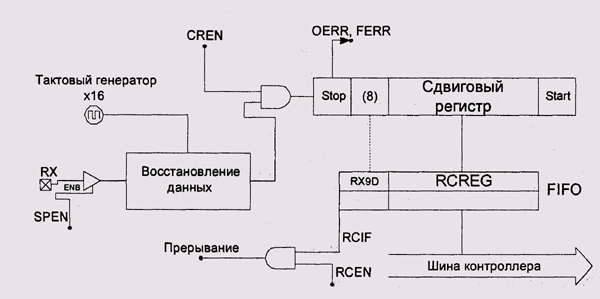 CREN
OERR, FERR
Тактовый генератор
x16
Stop
(8)
Сдвиговый
регистр
Start
RX
ENB
Восстановление
данных
SPEN
RX9D
RCREG
FIFO
Прерывание
RCIF
RCEN
Шина контроллера